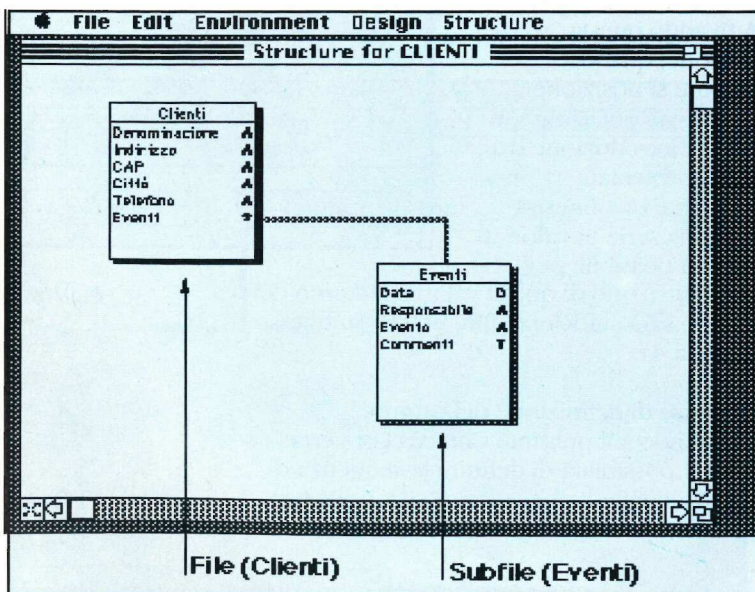 File Edit Environment Design Structure
Structure for CLIENTI
Clienti
Denominazione A
Indirizzo A
CAP A
Città A
Telefono A
Eventi *
Eventi
Data D
Responsabile A
Evento A
Commenti T
File (Clienti)
Subfile (Eventi)